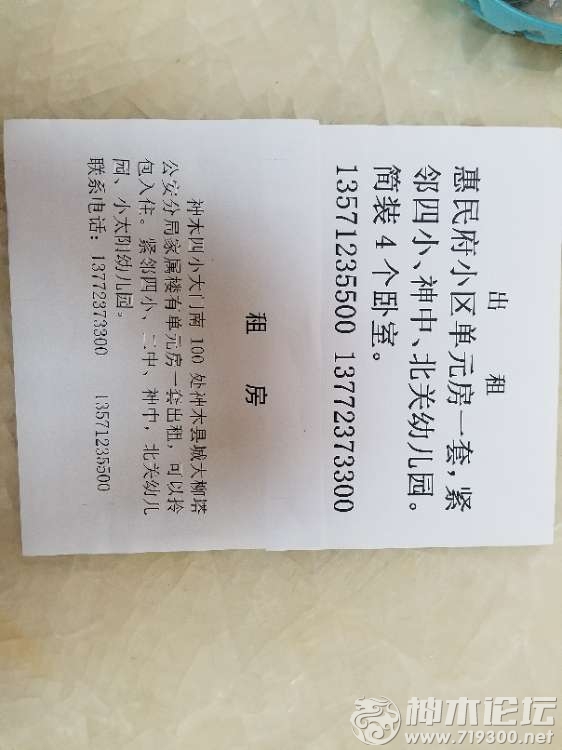 出 租
惠民府小区单元房一套，紧
邻四小、神中、北关幼儿园。
简装4个卧室。
13571235500 13772373300
租 房
神木四小大门南100处神木县城大柳塔
公安分局家属楼有单元房一套出租，可以拎
包入住。紧邻四小、二中、神中，北关幼儿
园、小太阳幼儿园。
联系电话：13772373300 13571235500
神木论坛
www.719300.net